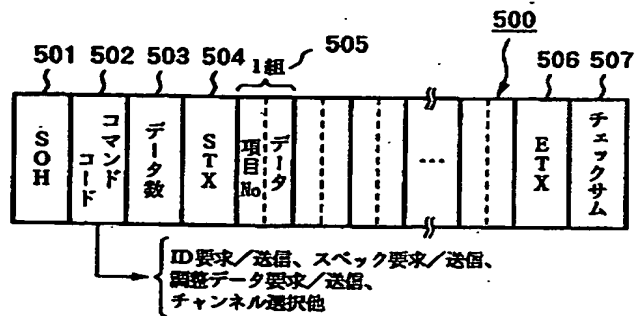 500
501 502 503 504 1組 505 506 507
SOH
コマンド
コード
データ数
STX
項目No
データ
...
ETX
チェックサム
ID要求/送信、スペック要求/送信、
調整データ要求/送信、
チャンネル選択他